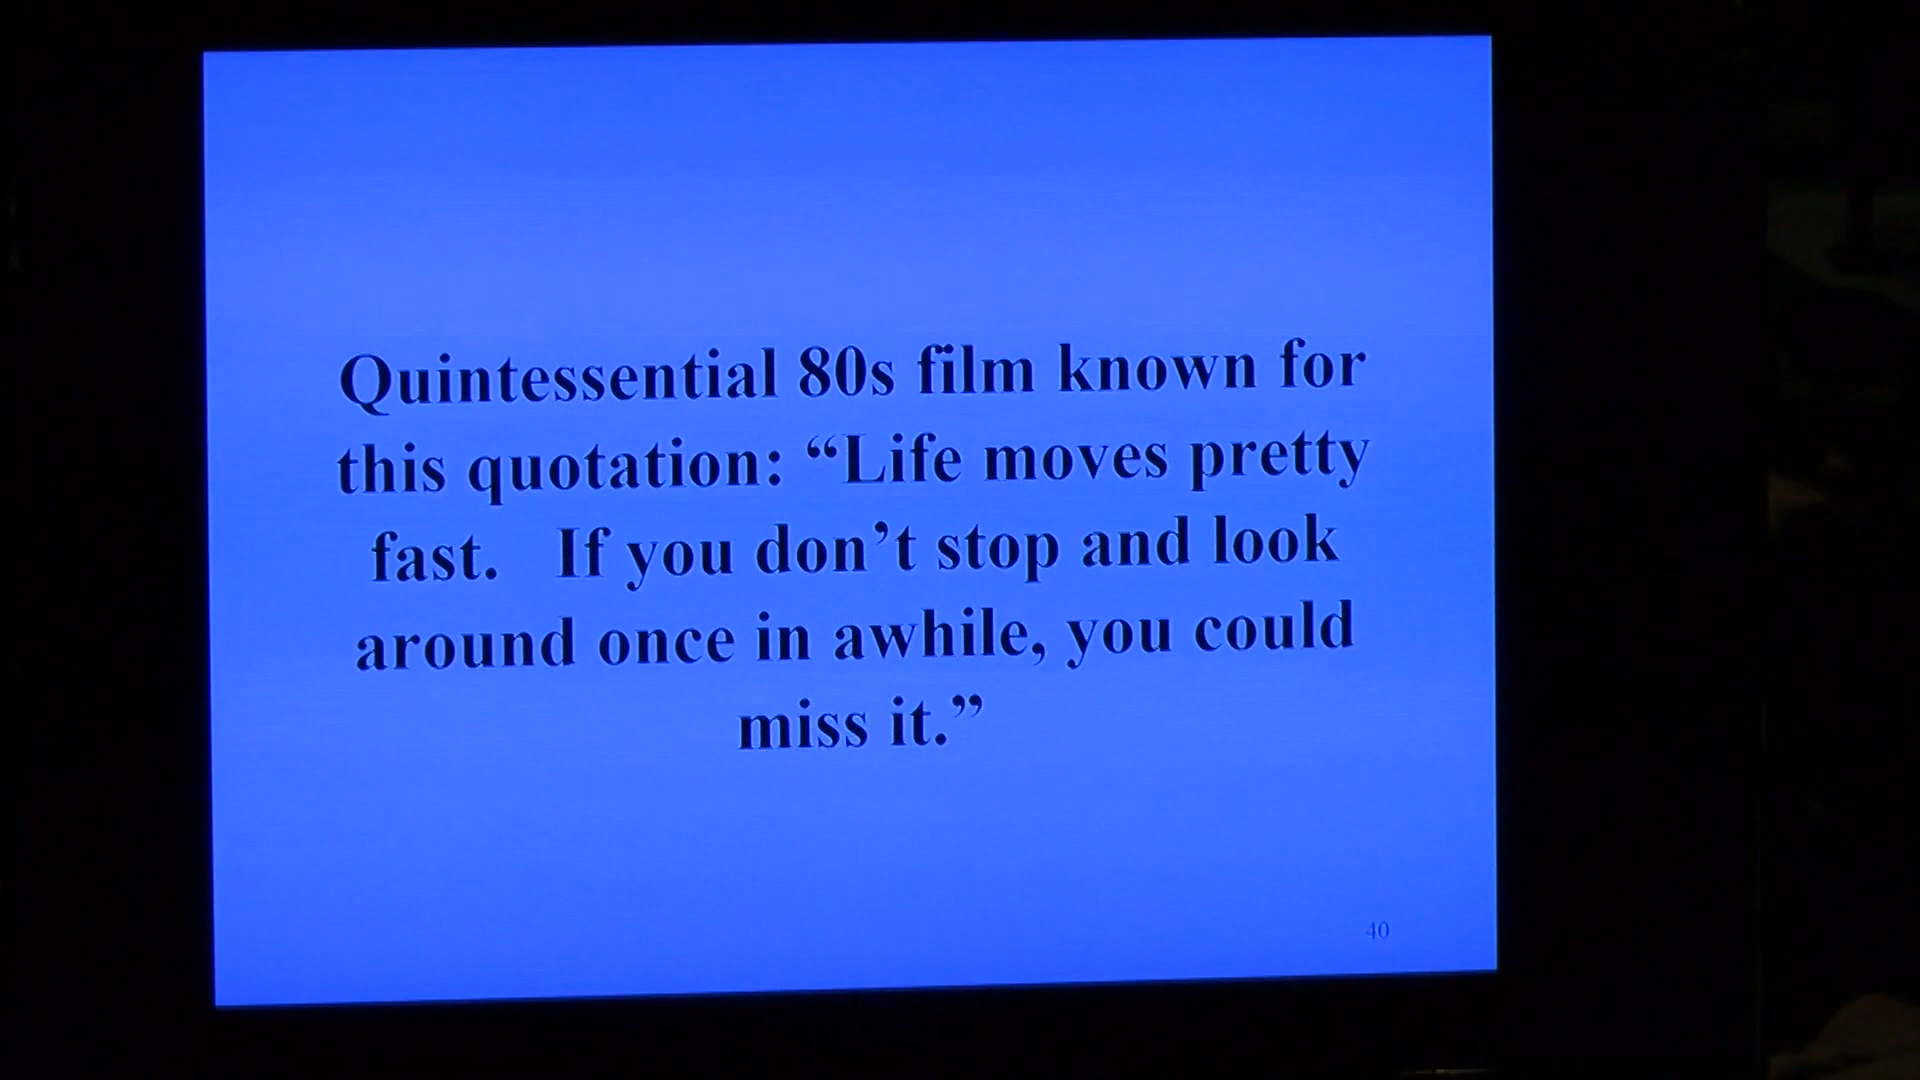 Quintessential 80s film known for
this quotation: “Life moves pretty
fast.   If you don’t stop and look
around once in awhile, you could
miss it.”
40